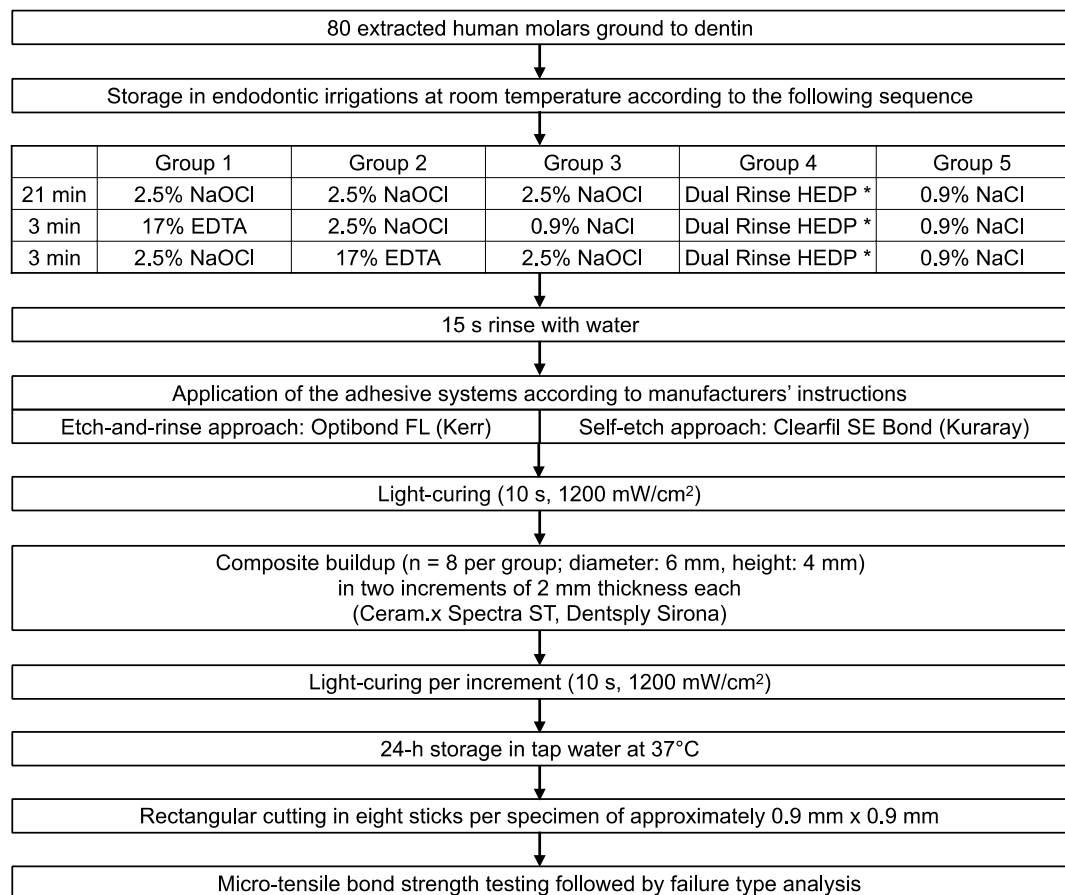 80 extracted human molars ground to dentin
Storage in endodontic irrigations at room temperature according to the following sequence
Group 1 Group 2 Group 3 Group 4 Group 5
21 min 2.5% NaOCl 2.5% NaOCl 2.5% NaOCl Dual Rinse HEDP * 0.9% NaCl
3 min 17% EDTA 2.5% NaOCl 0.9% NaCl Dual Rinse HEDP * 0.9% NaCl
3 min 2.5% NaOCl 17% EDTA 2.5% NaOCl Dual Rinse HEDP * 0.9% NaCl
15 s rinse with water
Application of the adhesive systems according to manufacturers’ instructions
Etch-and-rinse approach: Optibond FL (Kerr) Self-etch approach: Clearfil SE Bond (Kuraray)
Light-curing (10 s, 1200 mW/cm²)
Composite buildup (n = 8 per group; diameter: 6 mm, height: 4 mm)
in two increments of 2 mm thickness each
(Ceram.x Spectra ST, Dentsply Sirona)
Light-curing per increment (10 s, 1200 mW/cm²)
24-h storage in tap water at 37°C
Rectangular cutting in eight sticks per specimen of approximately 0.9 mm x 0.9 mm
Micro-tensile bond strength testing followed by failure type analysis